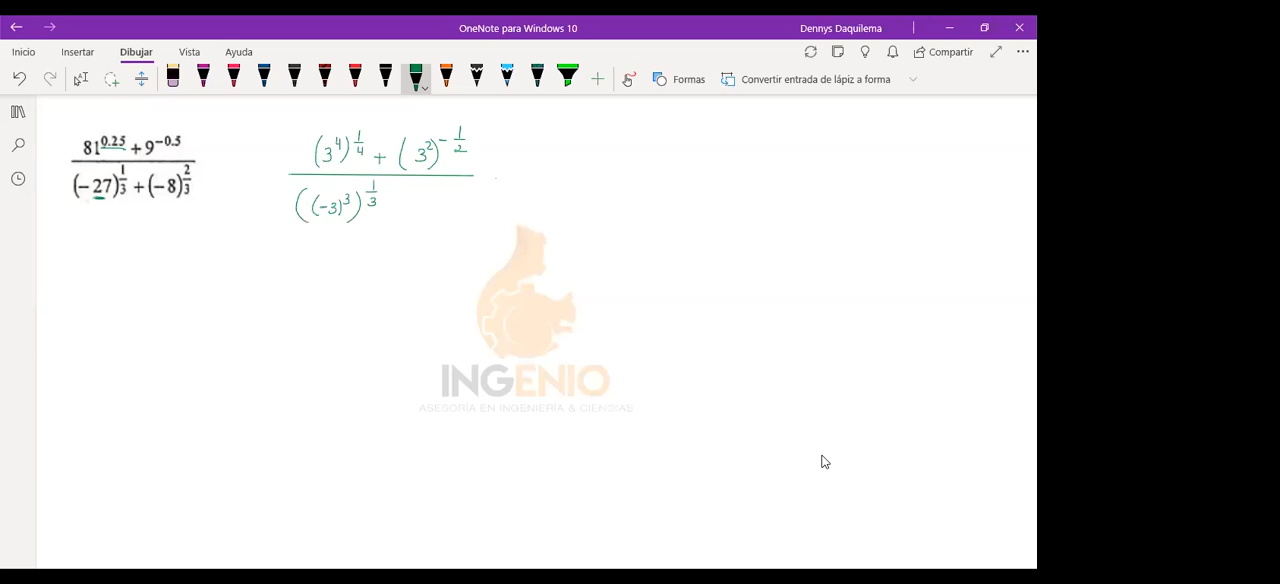 OneNote para Windows 10
Dennys Daquilema
Inicio Insertar Dibujar Vista Ayuda
Compartir
Formas
Convertir entrada de lápiz a forma
81^0.25 + 9^-0.5
(-27)^1/3 + (-8)^2/3
(3^4)^1/4 + (3^2)^-1/2
((-3)^3)^1/3
INGENIO
ASESORÍA EN INGENIERÍA & CIENCIAS